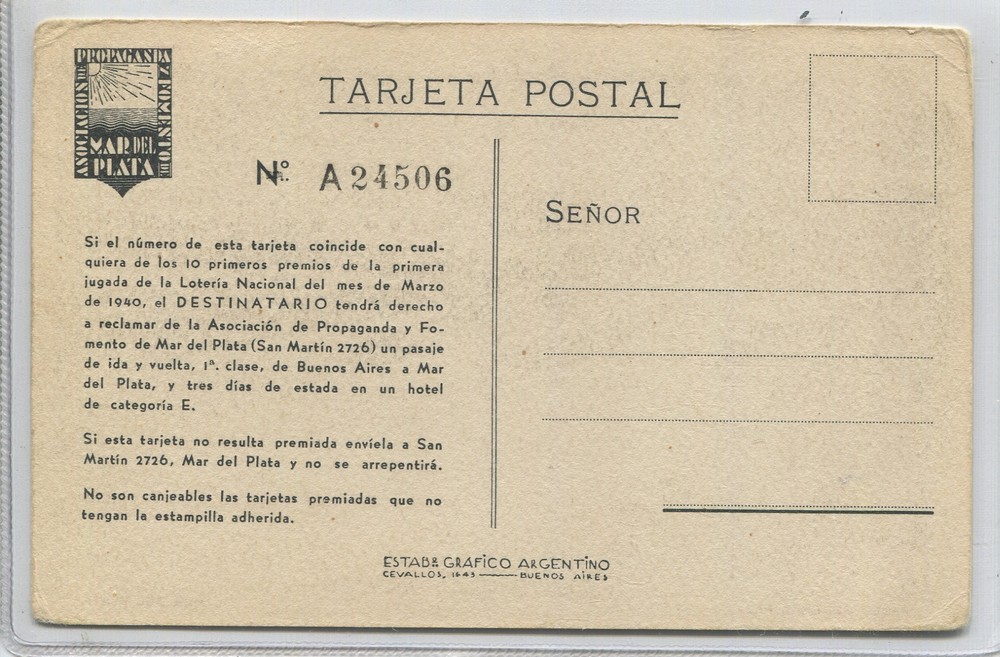 ASOCIACION DE PROPAGANDA Y FOMENTO DE
MAR DEL
PLATA
TARJETA POSTAL
Nº A 24506
Si el número de esta tarjeta coincide con cual-
quiera de los 10 primeros premios de la primera
jugada de la Lotería Nacional del mes de Marzo
de 1940, el DESTINATARIO tendrá derecho
a reclamar de la Asociación de Propaganda y Fo-
mento de Mar del Plata (San Martín 2726) un pasaje
de ida y vuelta, 1ª. clase, de Buenos Aires a Mar
del Plata, y tres días de estada en un hotel
de categoría E.
Si esta tarjeta no resulta premiada envíela a San
Martín 2726, Mar del Plata y no se arrepentirá.
No son canjeables las tarjetas premiadas que no
tengan la estampilla adherida.
SEÑOR
ESTABº GRAFICO ARGENTINO
CEVALLOS, 1643 — BUENOS AIRES